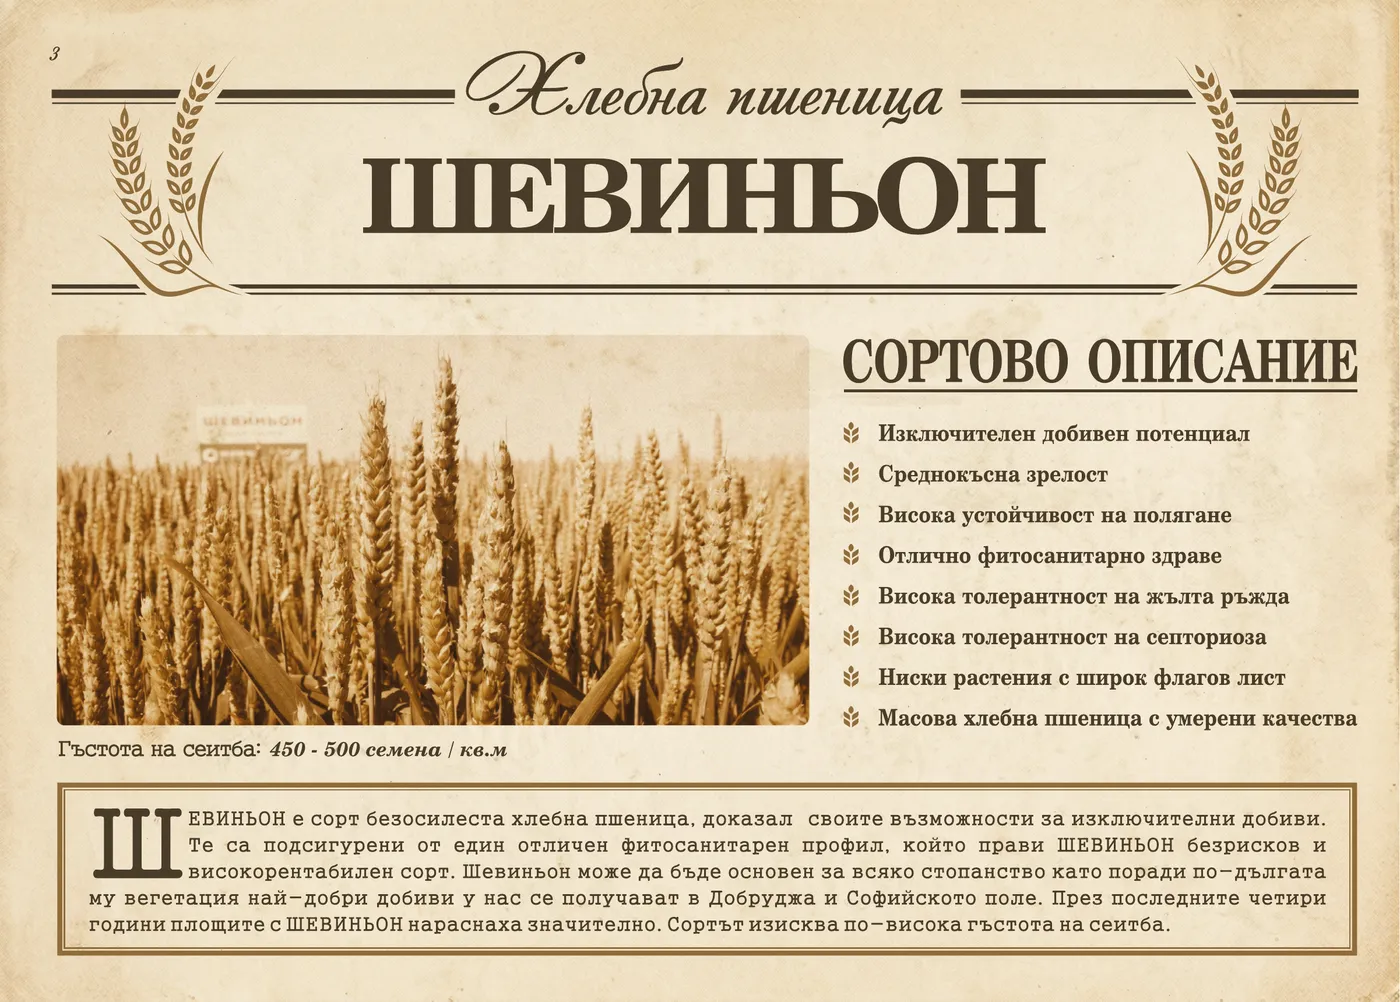 3
Хлебна пшеница
ШЕВИНЬОН
ШЕВИНЬОН
СОРТОВО ОПИСАНИЕ
Изключителен добивен потенциал
Среднокъсна зрелост
Висока устойчивост на полягане
Отлично фитосанитарно здраве
Висока толерантност на жълта ръжда
Висока толерантност на септориоза
Ниски растения с широк флагов лист
Масова хлебна пшеница с умерени качества
Гъстота на сеитба: 450 - 500 семена / кв.м
ШЕВИНЬОН е сорт безосилеста хлебна пшеница, доказал своите възможности за изключителни добиви.
Те са подсигурени от един отличен фитосанитарен профил, който прави ШЕВИНЬОН безрисков и
високорентабилен сорт. Шевиньон може да бъде основен за всяко стопанство като поради по-дългата
му вегетация най-добри добиви у нас се получават в Добруджа и Софийското поле. През последните четири
години площите с ШЕВИНЬОН нараснаха значително. Сортът изисква по-висока гъстота на сеитба.